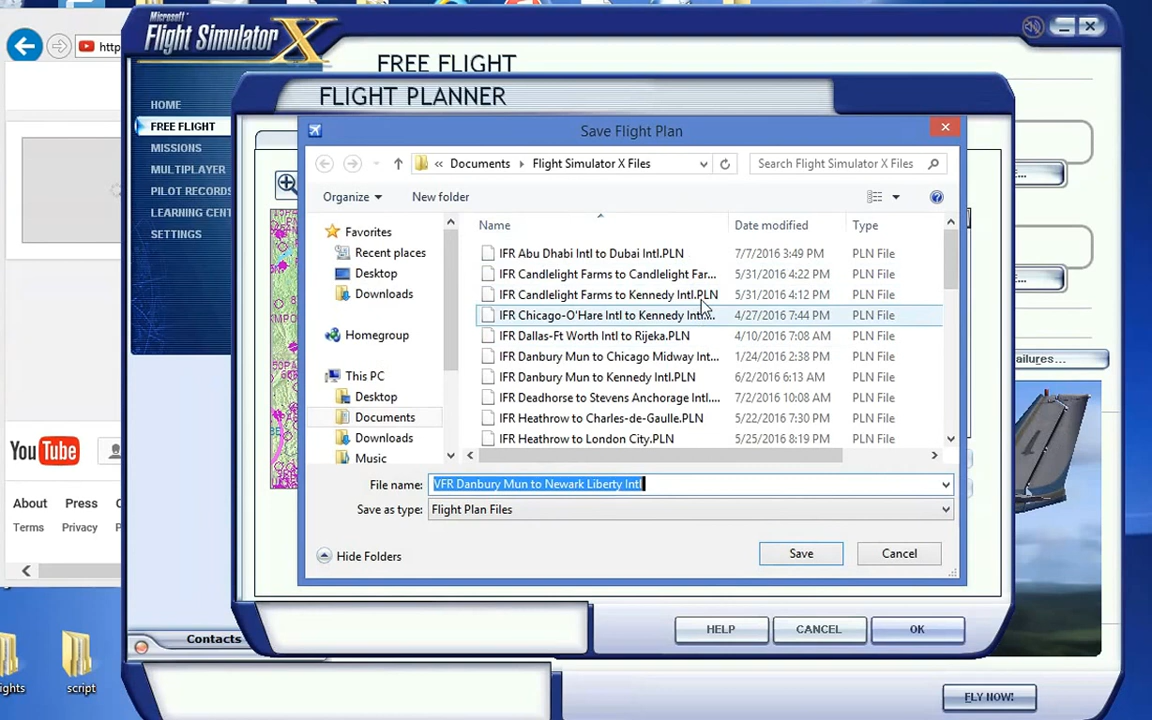 Microsoft
Flight Simulator X
http
FREE FLIGHT
FLIGHT PLANNER
HOME
FREE FLIGHT
MISSIONS
MULTIPLAYER
PILOT RECORDS
LEARNING CENT
SETTINGS
Save Flight Plan
« Documents Flight Simulator X Files
Search Flight Simulator X Files
Organize
New folder
Favorites
Recent places
Desktop
Downloads
Homegroup
This PC
Desktop
Documents
Downloads
Music
Name Date modified Type
IFR Abu Dhabi Intl to Dubai Intl.PLN 7/7/2016 3:49 PM PLN File
IFR Candlelight Farms to Candlelight Far... 5/31/2016 4:22 PM PLN File
IFR Candlelight Farms to Kennedy Intl.PLN 5/31/2016 4:12 PM PLN File
IFR Chicago-O'Hare Intl to Kennedy Intl.... 4/27/2016 7:44 PM PLN File
IFR Dallas-Ft Worth Intl to Rijeka.PLN 4/10/2016 7:08 AM PLN File
IFR Danbury Mun to Chicago Midway Int... 1/24/2016 2:38 PM PLN File
IFR Danbury Mun to Kennedy Intl.PLN 6/2/2016 6:13 AM PLN File
IFR Deadhorse to Stevens Anchorage Intl.... 7/2/2016 10:08 AM PLN File
IFR Heathrow to Charles-de-Gaulle.PLN 5/22/2016 7:30 PM PLN File
IFR Heathrow to London City.PLN 5/25/2016 8:19 PM PLN File
File name: VFR Danbury Mun to Newark Liberty Intl
Save as type: Flight Plan Files
Hide Folders
Save
Cancel
ailures...
YouTube
About Press C
Terms Privacy P
HELP
CANCEL
OK
Contacts
FLY NOW!
ights
script